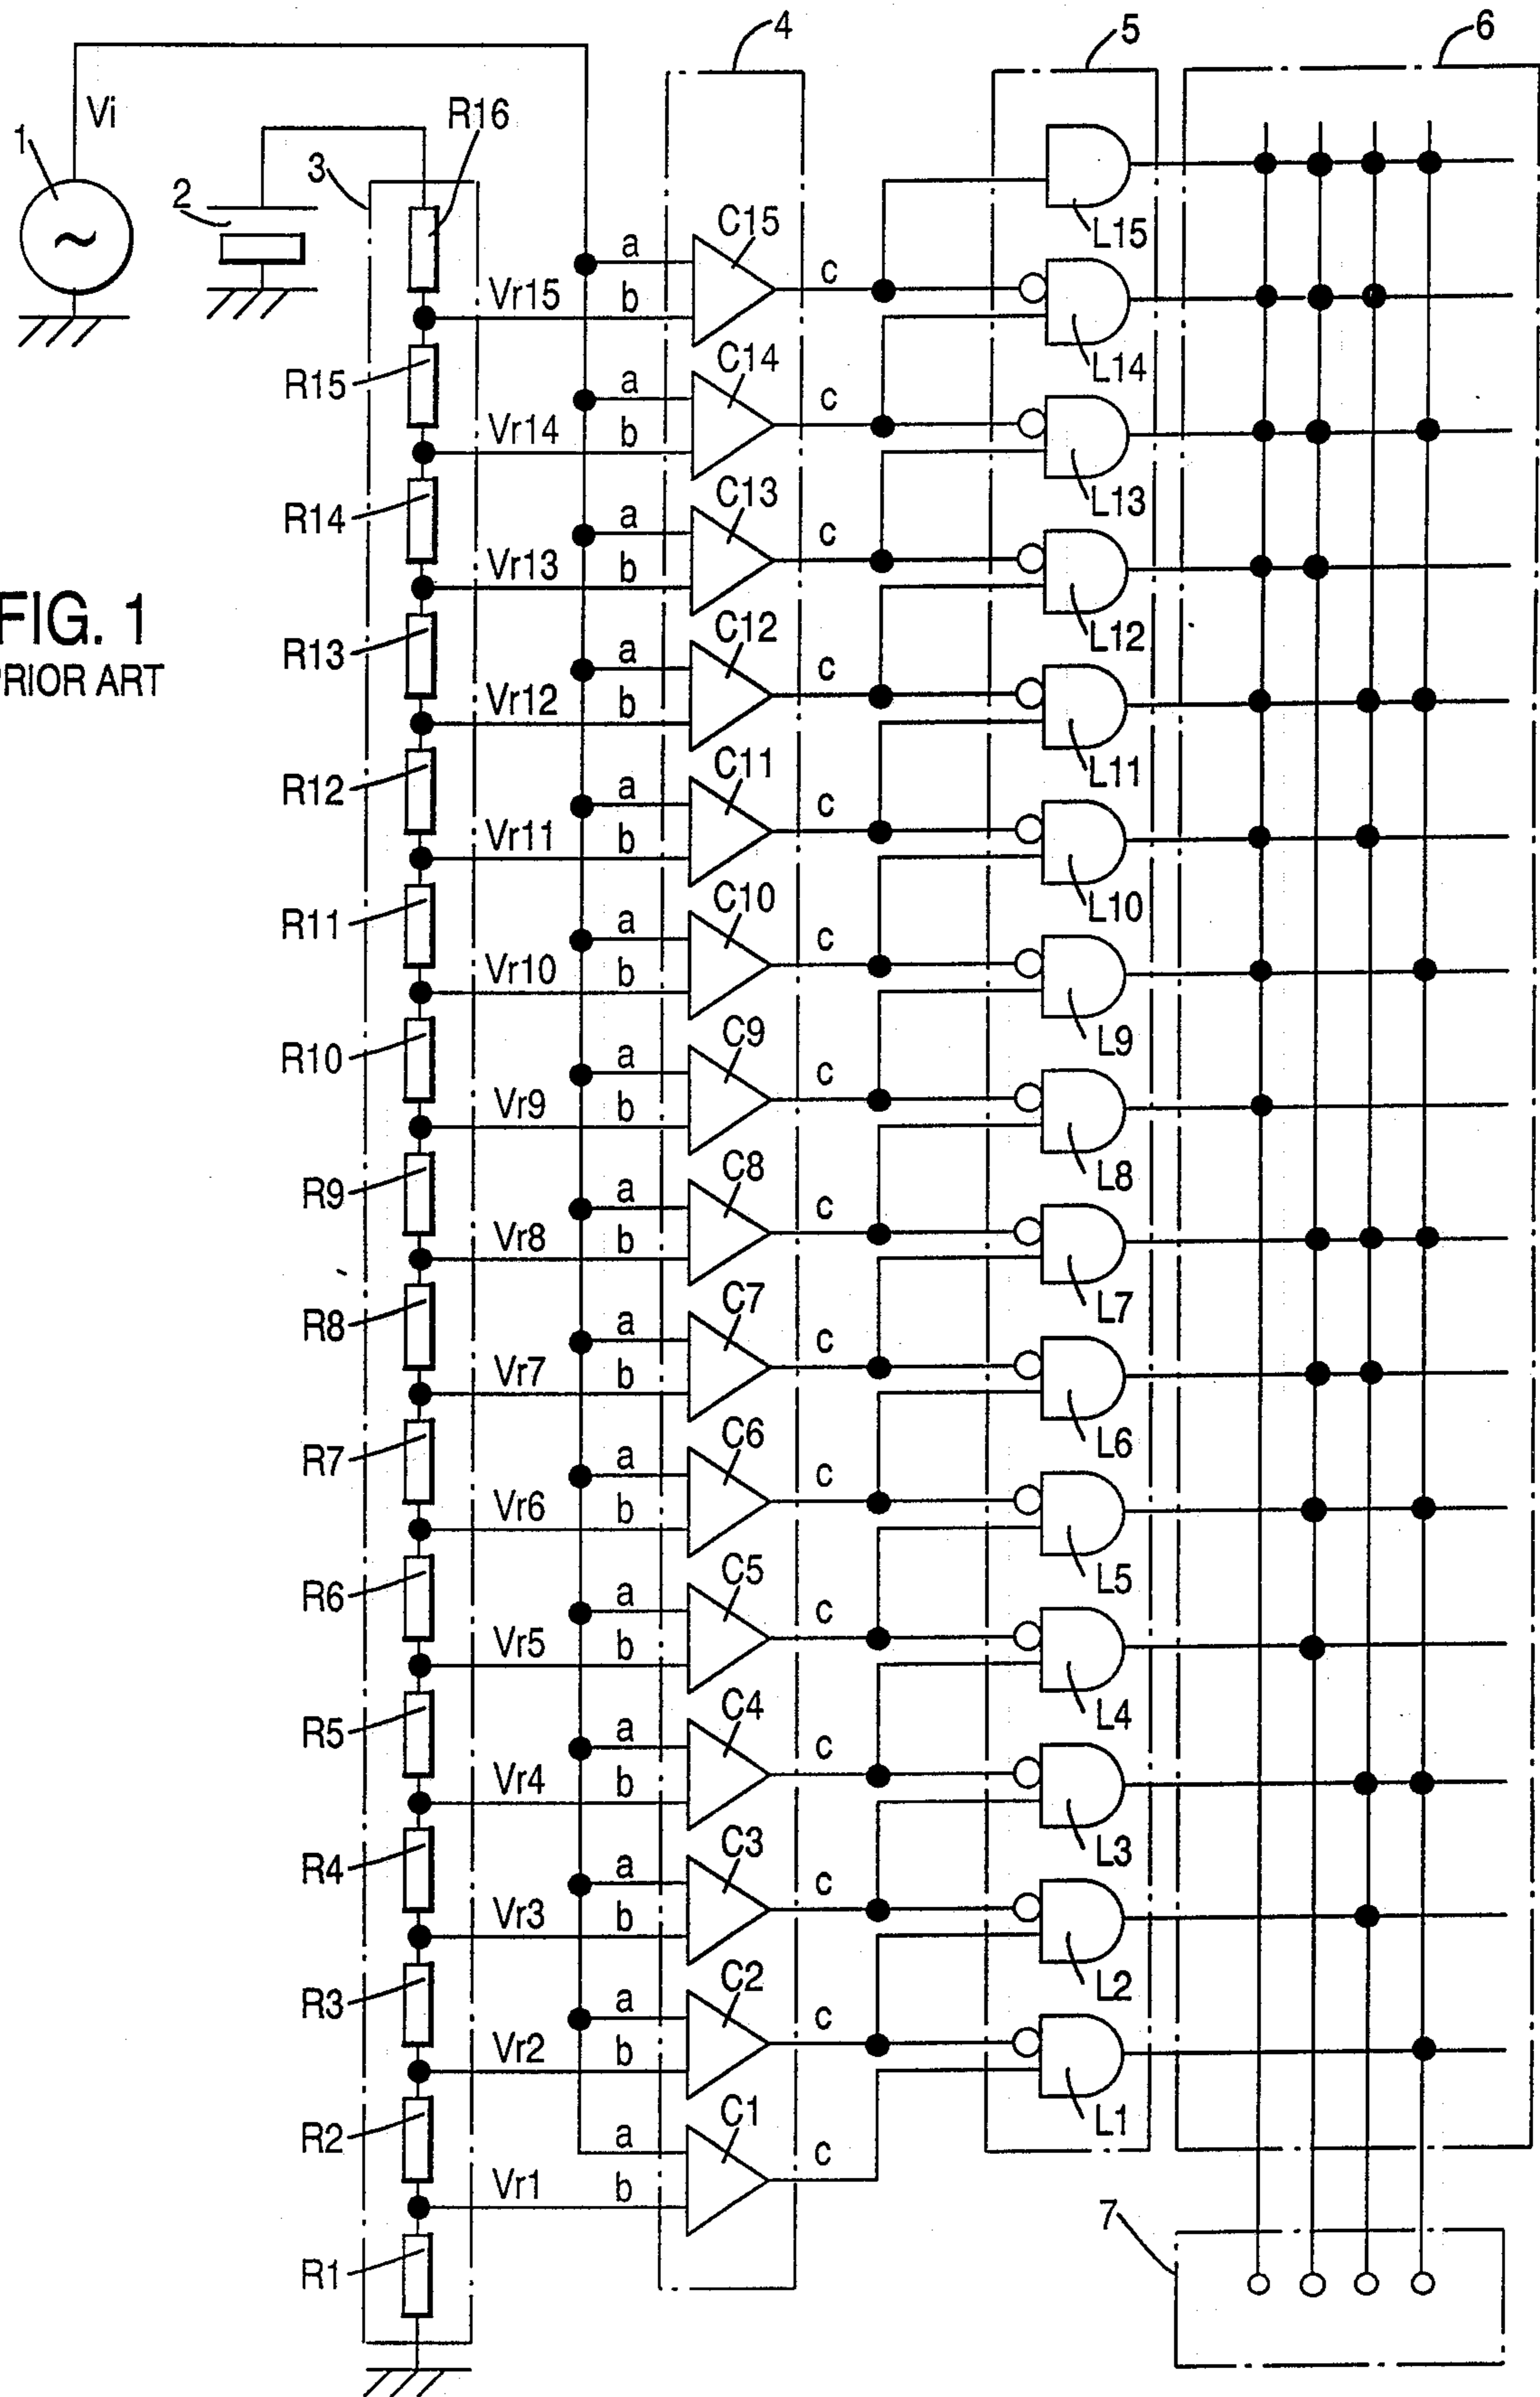 4
5
6
Vi
R16
1
3
2
C15
a
L15
Vr15
b
c
C14
L14
R15
a
Vr14
b
c
C13
L13
R14
a
Vr13
b
c
FIG. 1
C12
L12
R13
a
PRIOR ART
Vr12
b
c
C11
L11
R12
a
Vr11
b
c
C10
L10
R11
a
Vr10
b
c
C9
L9
R10
a
Vr9
b
c
C8
L8
R9
a
Vr8
b
c
C7
L7
R8
a
Vr7
b
c
C6
L6
R7
a
Vr6
b
c
C5
L5
R6
a
Vr5
b
c
C4
L4
R5
a
Vr4
b
c
C3
L3
R4
a
Vr3
b
c
C2
L2
R3
a
Vr2
b
c
C1
L1
R2
a
Vr1
b
c
7
R1